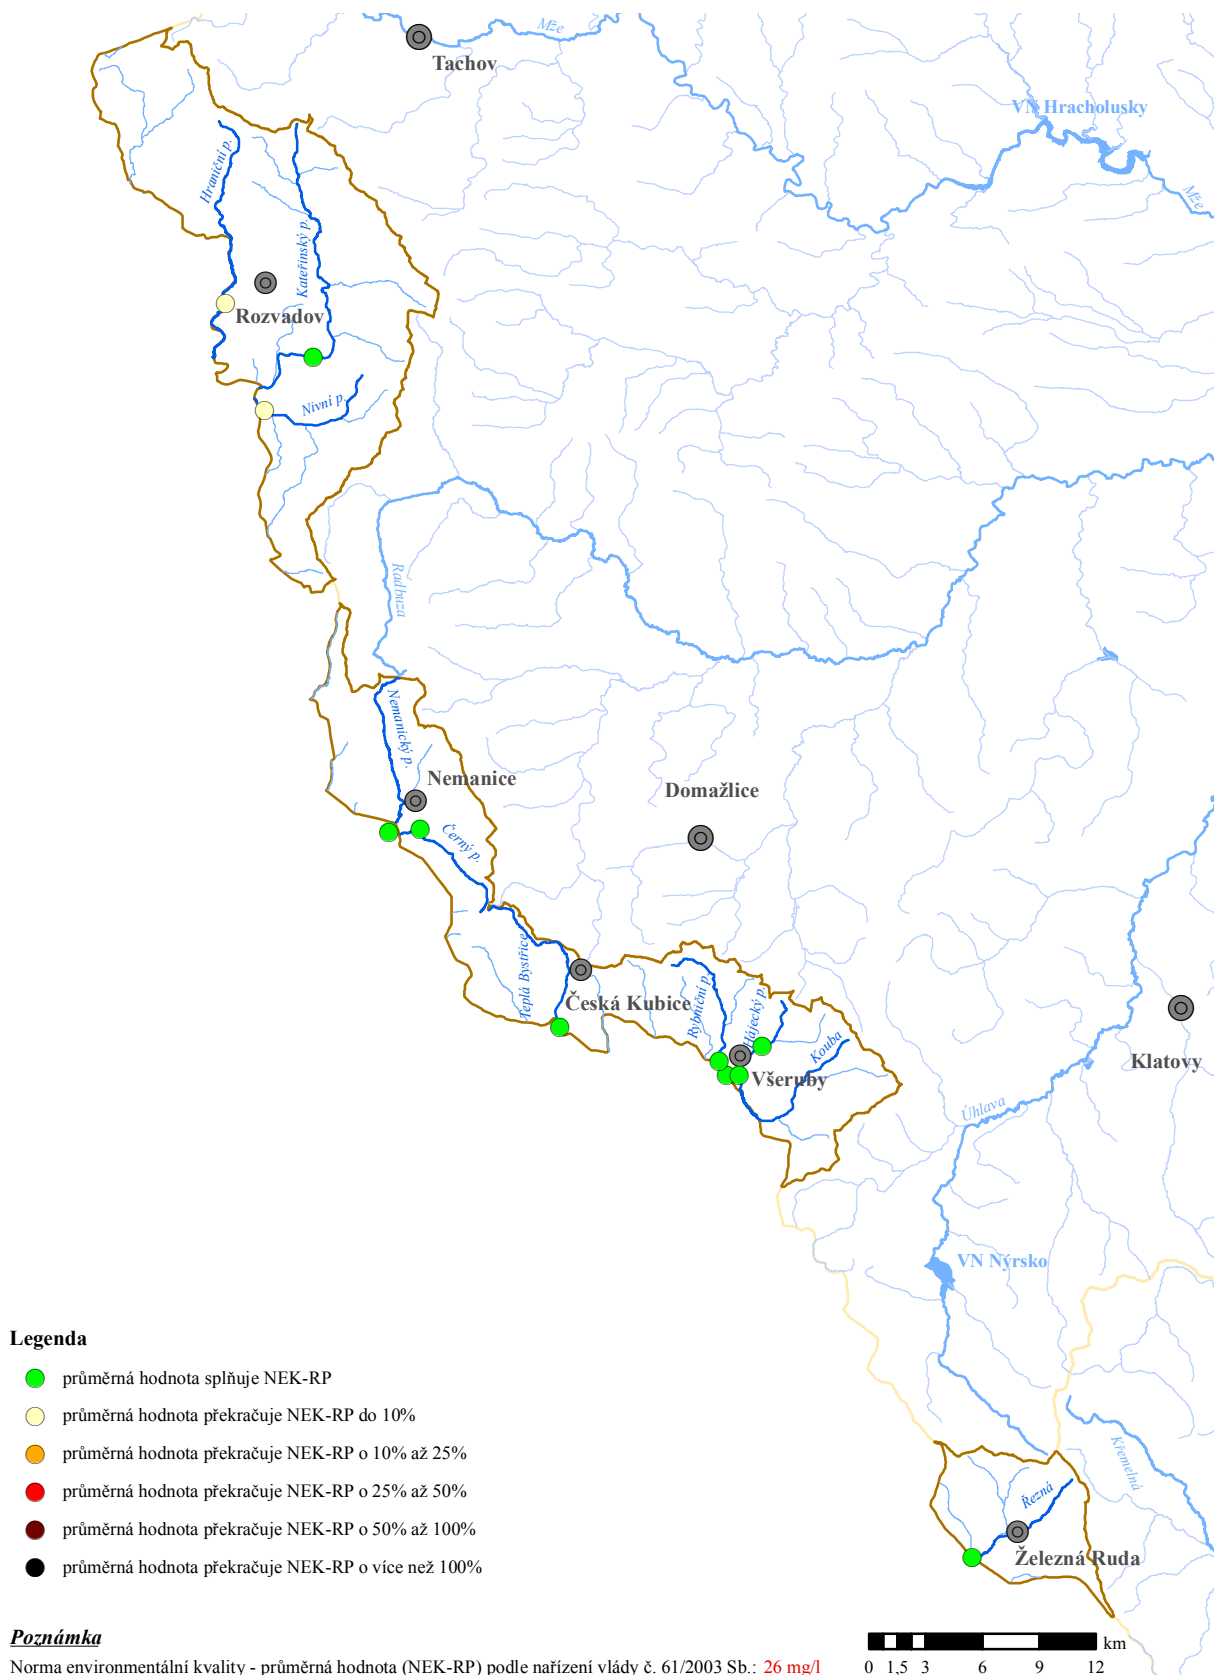 Mže
Tachov
VN Hracholusky
Mže
Hraniční p.
Kateřinský p.
Rozvadov
Nivní p.
Radbuza
Nemanický p.
Nemanice
Domažlice
Černý p.
Teplá Bystřice
Česká Kubice
Rybniční p.
Hájecký p.
Kouba
Všeruby
Klatovy
Úhlava
VN Nýrsko
Křemelná
Řezná
Železná Ruda
Legenda
průměrná hodnota splňuje NEK-RP
průměrná hodnota překračuje NEK-RP do 10%
průměrná hodnota překračuje NEK-RP o 10% až 25%
průměrná hodnota překračuje NEK-RP o 25% až 50%
průměrná hodnota překračuje NEK-RP o 50% až 100%
průměrná hodnota překračuje NEK-RP o více než 100%
Poznámka
Norma environmentální kvality - průměrná hodnota (NEK-RP) podle nařízení vlády č. 61/2003 Sb.: 26 mg/l
km
0 1,5 3 6 9 12